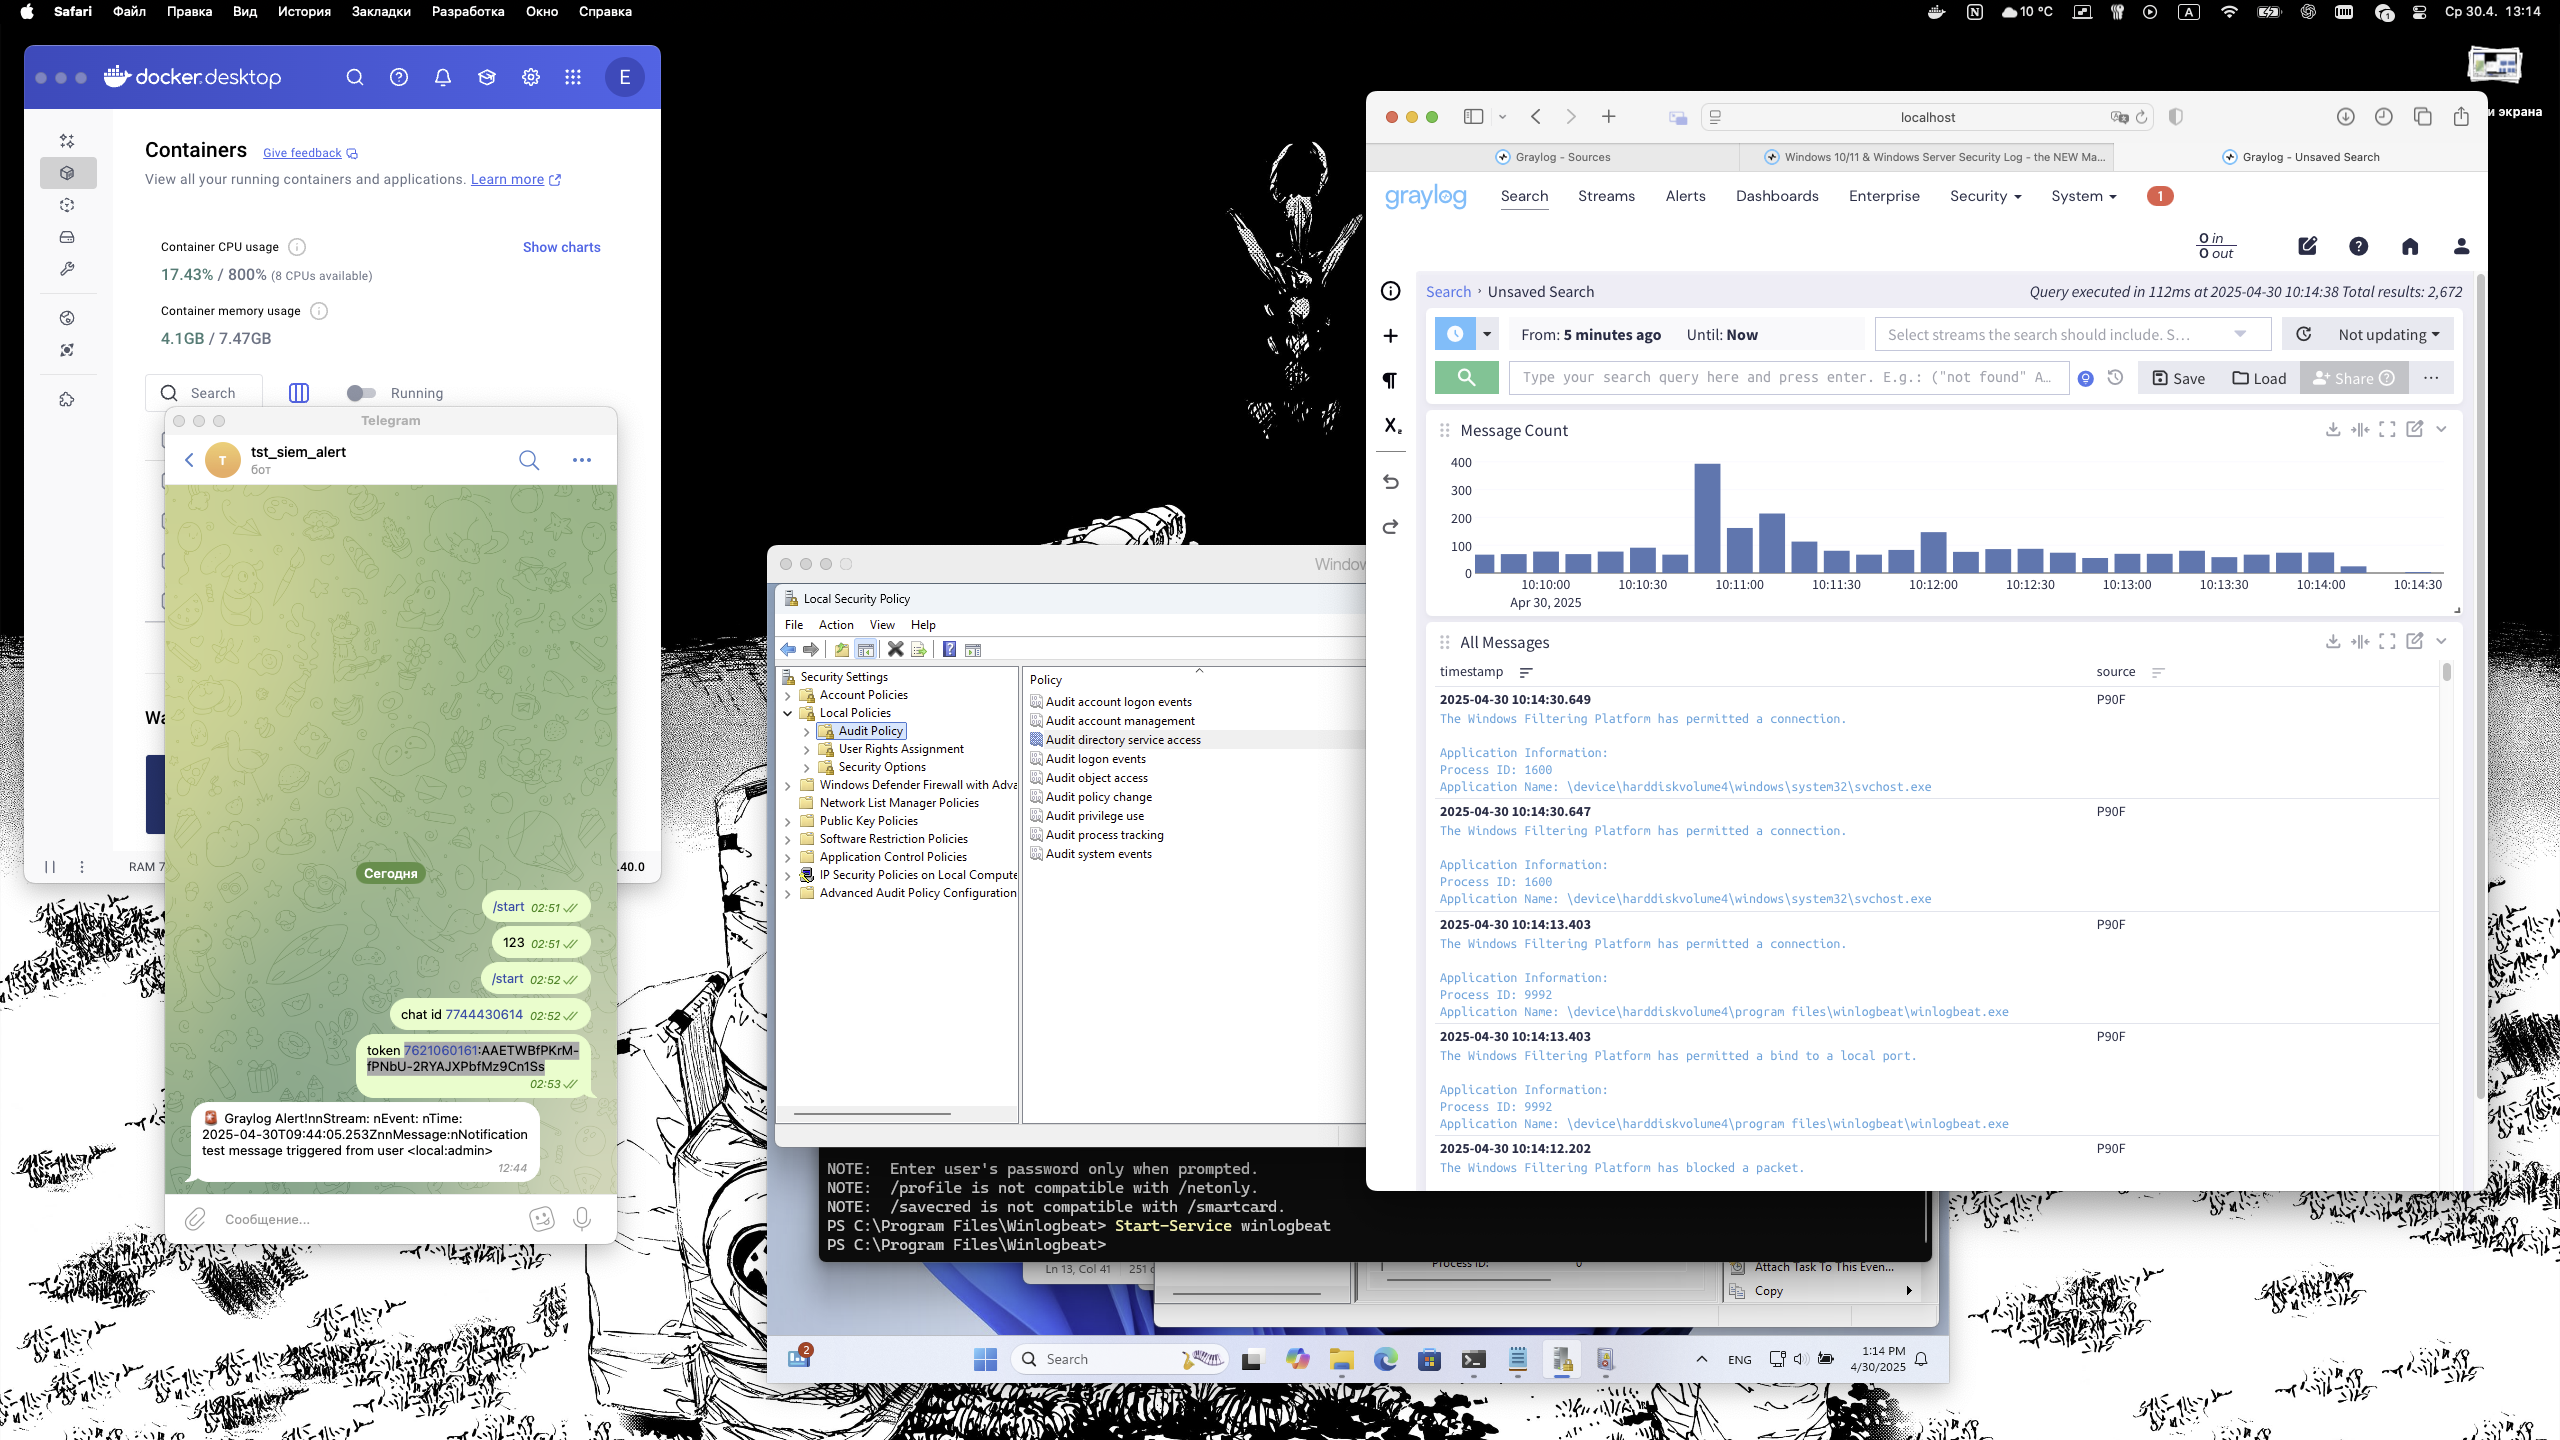 Safari Файл Правка Вид История Закладки Разработка Окно Справка
10 °C A 1 Ср 30.4. 13:14
docker.desktop E
Containers Give feedback
View all your running containers and applications. Learn more
Container CPU usage
Show charts
17.43% / 800% (8 CPUs available)
Container memory usage
4.1GB / 7.47GB
Search
Running
Wa
RAM 7
.40.0
Telegram
T
tst_siem_alert
бот
Сегодня
/start 02:51
123 02:51
/start 02:52
chat id 7744430614 02:52
token 7621060161:AAETWBfPKrM-
fPNbU-2RYAJXPbfMz9Cn1Ss
02:53
Graylog Alert!nnStream: nEvent: nTime:
2025-04-30T09:44:05.253ZnnMessage:nNotification
test message triggered from user <local:admin>
12:44
Сообщение...
Window
Local Security Policy
File Action View Help
Security Settings
Account Policies
Local Policies
Audit Policy
User Rights Assignment
Security Options
Windows Defender Firewall with Adva
Network List Manager Policies
Public Key Policies
Software Restriction Policies
Application Control Policies
IP Security Policies on Local Compute
Advanced Audit Policy Configuration
Policy
Audit account logon events
Audit account management
Audit directory service access
Audit logon events
Audit object access
Audit policy change
Audit privilege use
Audit process tracking
Audit system events
NOTE: Enter user's password only when prompted.
NOTE: /profile is not compatible with /netonly.
NOTE: /savecred is not compatible with /smartcard.
PS C:\Program Files\Winlogbeat> Start-Service winlogbeat
PS C:\Program Files\Winlogbeat>
Ln 13, Col 41 251 c
Process ID: 0
Attach Task To This Even...
Copy
2
Search
ENG
1:14 PM
4/30/2025
и экрана
localhost
Graylog - Sources
Windows 10/11 & Windows Server Security Log - the NEW Ma...
Graylog - Unsaved Search
graylog Search Streams Alerts Dashboards Enterprise Security System 1
0 in
0 out
Search › Unsaved Search
Query executed in 112ms at 2025-04-30 10:14:38 Total results: 2,672
From: 5 minutes ago Until: Now
Select streams the search should include. S...
Not updating
Type your search query here and press enter. E.g.: ("not found" A...
Save Load Share ...
Message Count
400
300
200
100
0
10:10:00 10:10:30 10:11:00 10:11:30 10:12:00 10:12:30 10:13:00 10:13:30 10:14:00 10:14:30
Apr 30, 2025
All Messages
timestamp source
2025-04-30 10:14:30.649 P90F
The Windows Filtering Platform has permitted a connection.
Application Information:
Process ID: 1600
Application Name: \device\harddiskvolume4\windows\system32\svchost.exe
2025-04-30 10:14:30.647 P90F
The Windows Filtering Platform has permitted a connection.
Application Information:
Process ID: 1600
Application Name: \device\harddiskvolume4\windows\system32\svchost.exe
2025-04-30 10:14:13.403 P90F
The Windows Filtering Platform has permitted a connection.
Application Information:
Process ID: 9992
Application Name: \device\harddiskvolume4\program files\winlogbeat\winlogbeat.exe
2025-04-30 10:14:13.403 P90F
The Windows Filtering Platform has permitted a bind to a local port.
Application Information:
Process ID: 9992
Application Name: \device\harddiskvolume4\program files\winlogbeat\winlogbeat.exe
2025-04-30 10:14:12.202 P90F
The Windows Filtering Platform has blocked a packet.